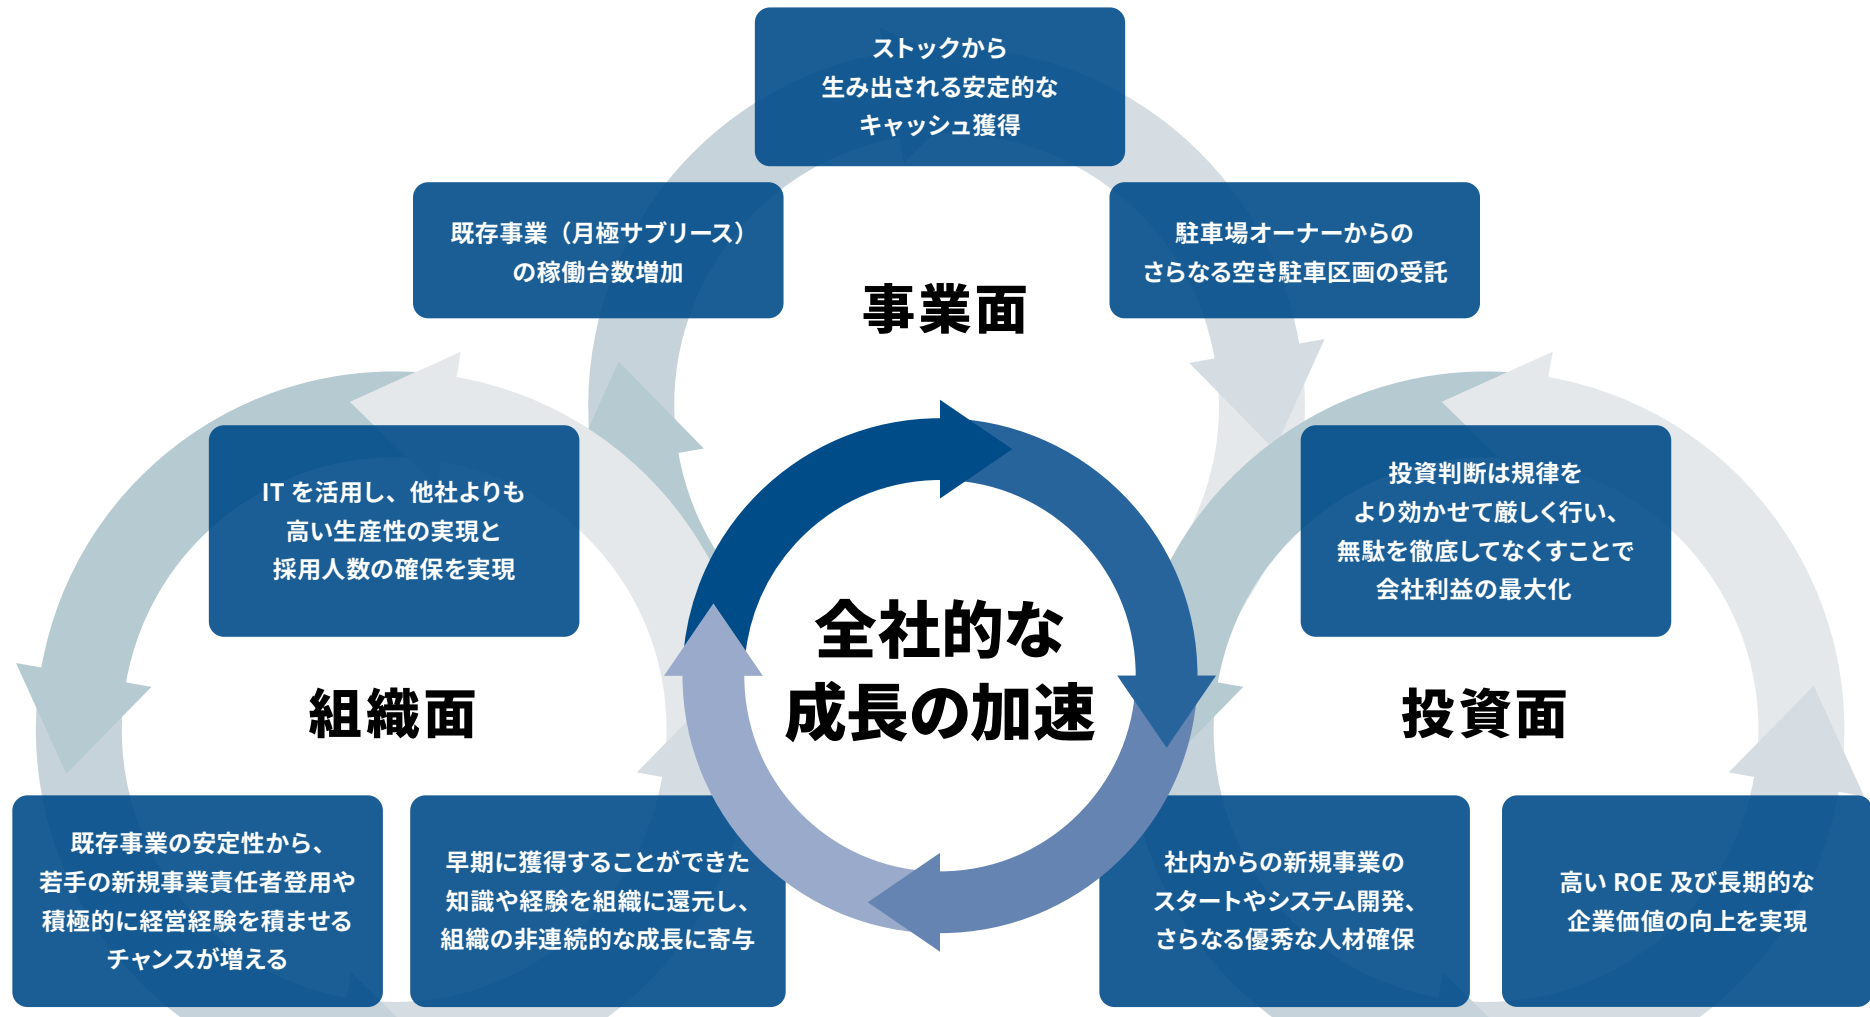 ストックから
生み出される安定的な
キャッシュ獲得
既存事業（月極サブリース）
の稼働台数増加
駐車場オーナーからの
さらなる空き駐車区画の受託
事業面
IT を活用し、他社よりも
高い生産性の実現と
採用人数の確保を実現
投資判断は規律を
より効かせて厳しく行い、
無駄を徹底してなくすことで
会社利益の最大化
全社的な
成長の加速
組織面
投資面
既存事業の安定性から、
若手の新規事業責任者登用や
積極的に経営経験を積ませる
チャンスが増える
早期に獲得することができた
知識や経験を組織に還元し、
組織の非連続的な成長に寄与
社内からの新規事業の
スタートやシステム開発、
さらなる優秀な人材確保
高い ROE 及び長期的な
企業価値の向上を実現